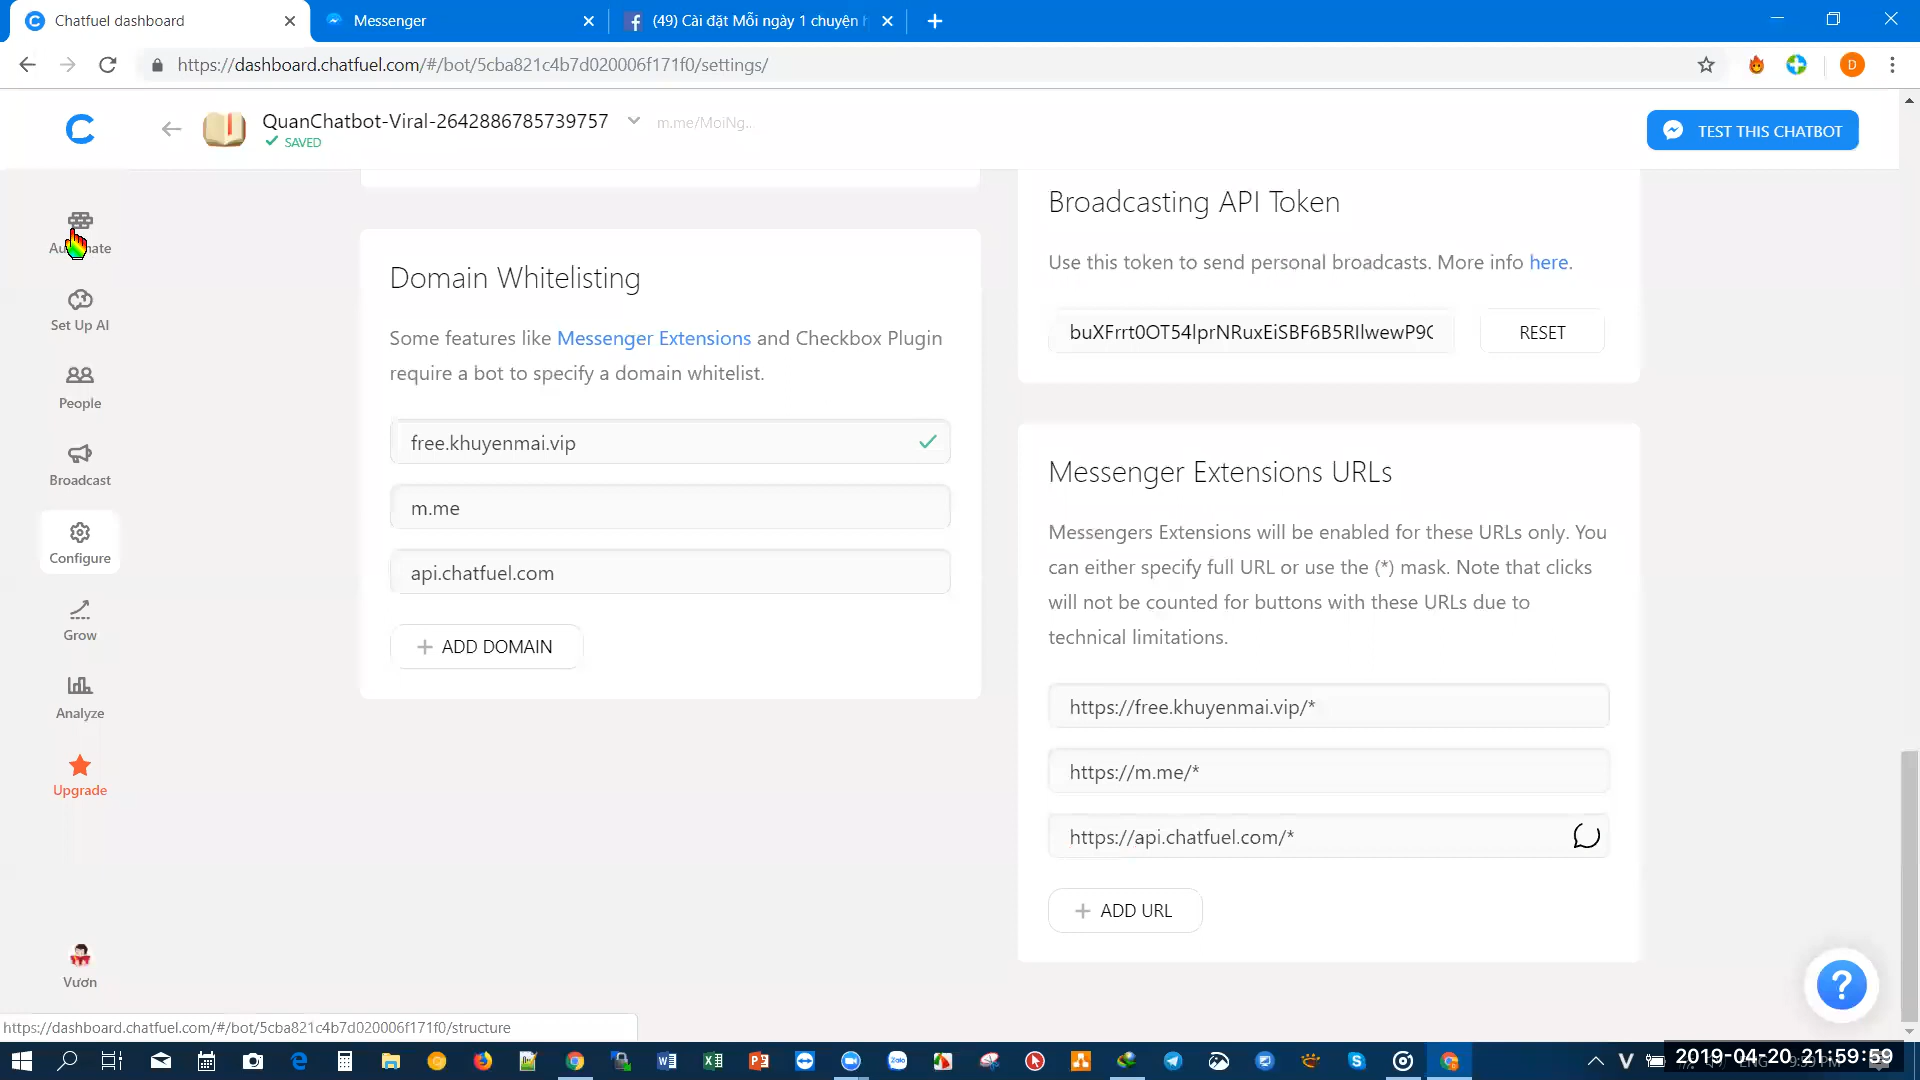 Chatfuel dashboard
Messenger
(49) Cài đặt Mỗi ngày 1 chuyện h
https://dashboard.chatfuel.com/#/bot/5cba821c4b7d020006f171f0/settings/
D
QuanChatbot-Viral-2642886785739757
m.me/MoiNg..
SAVED
TEST THIS CHATBOT
Automate
Set Up AI
People
Broadcast
Configure
Grow
Analyze
Upgrade
Vươn
Domain Whitelisting
Some features like Messenger Extensions and Checkbox Plugin
require a bot to specify a domain whitelist.
free.khuyenmai.vip
m.me
api.chatfuel.com
+ ADD DOMAIN
Broadcasting API Token
Use this token to send personal broadcasts. More info here.
RESET
Messenger Extensions URLs
Messengers Extensions will be enabled for these URLs only. You
can either specify full URL or use the (*) mask. Note that clicks
will not be counted for buttons with these URLs due to
technical limitations.
https://free.khuyenmai.vip/*
https://m.me/*
https://api.chatfuel.com/*
+ ADD URL
?
https://dashboard.chatfuel.com/#/bot/5cba821c4b7d020006f171f0/structure
2019-04-20 21:59:59